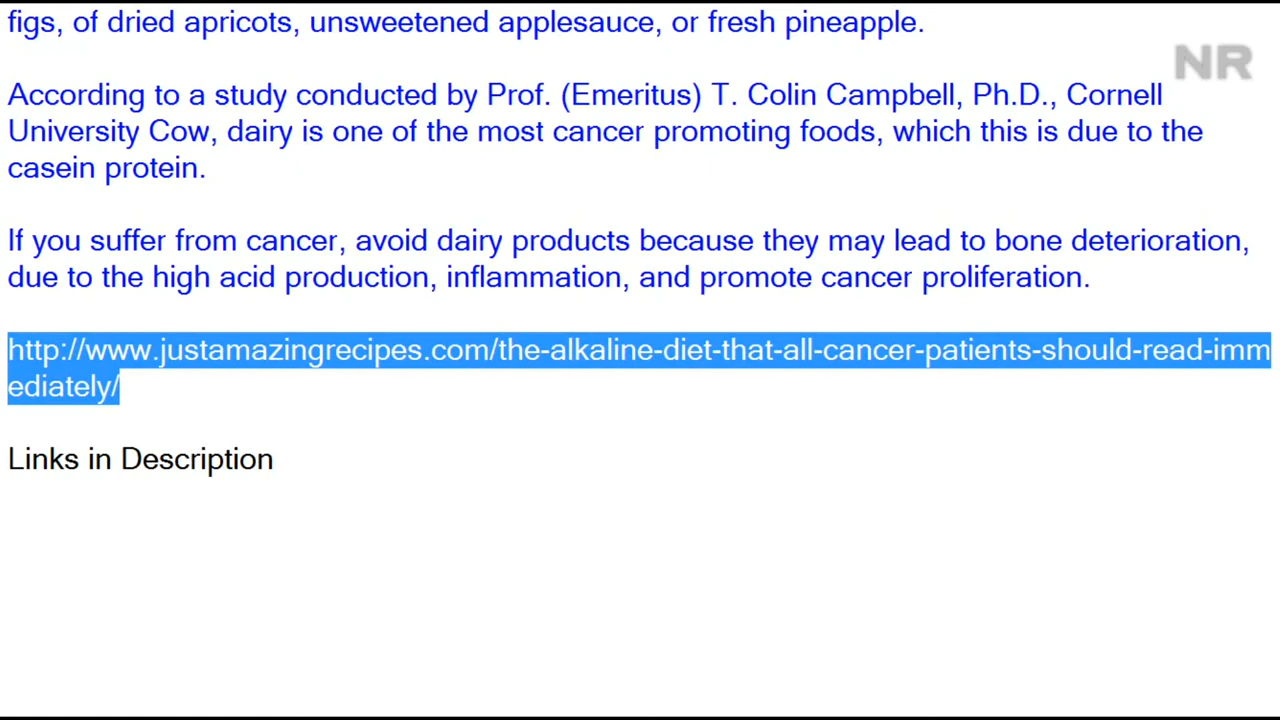 figs, of dried apricots, unsweetened applesauce, or fresh pineapple.
NR
According to a study conducted by Prof. (Emeritus) T. Colin Campbell, Ph.D., Cornell
University Cow, dairy is one of the most cancer promoting foods, which this is due to the
casein protein.
If you suffer from cancer, avoid dairy products because they may lead to bone deterioration,
due to the high acid production, inflammation, and promote cancer proliferation.
http://www.justamazingrecipes.com/the-alkaline-diet-that-all-cancer-patients-should-read-imm
ediately/
Links in Description